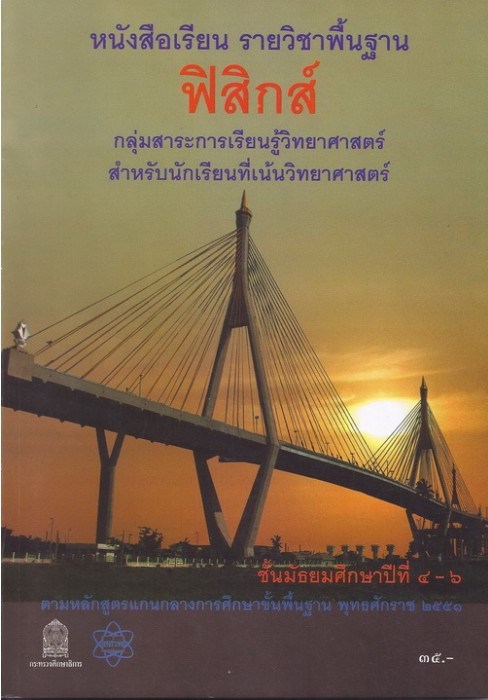 หนังสือเรียน รายวิชาพื้นฐาน
ฟิสิกส์
กลุ่มสาระการเรียนรู้วิทยาศาสตร์
สำหรับนักเรียนที่เน้นวิทยาศาสตร์
ชั้นมัธยมศึกษาปีที่ ๔ - ๖
ตามหลักสูตรแกนกลางการศึกษาขั้นพื้นฐาน พุทธศักราช ๒๕๕๑
กระทรวงศึกษาธิการ
สสวท
๓๕.-